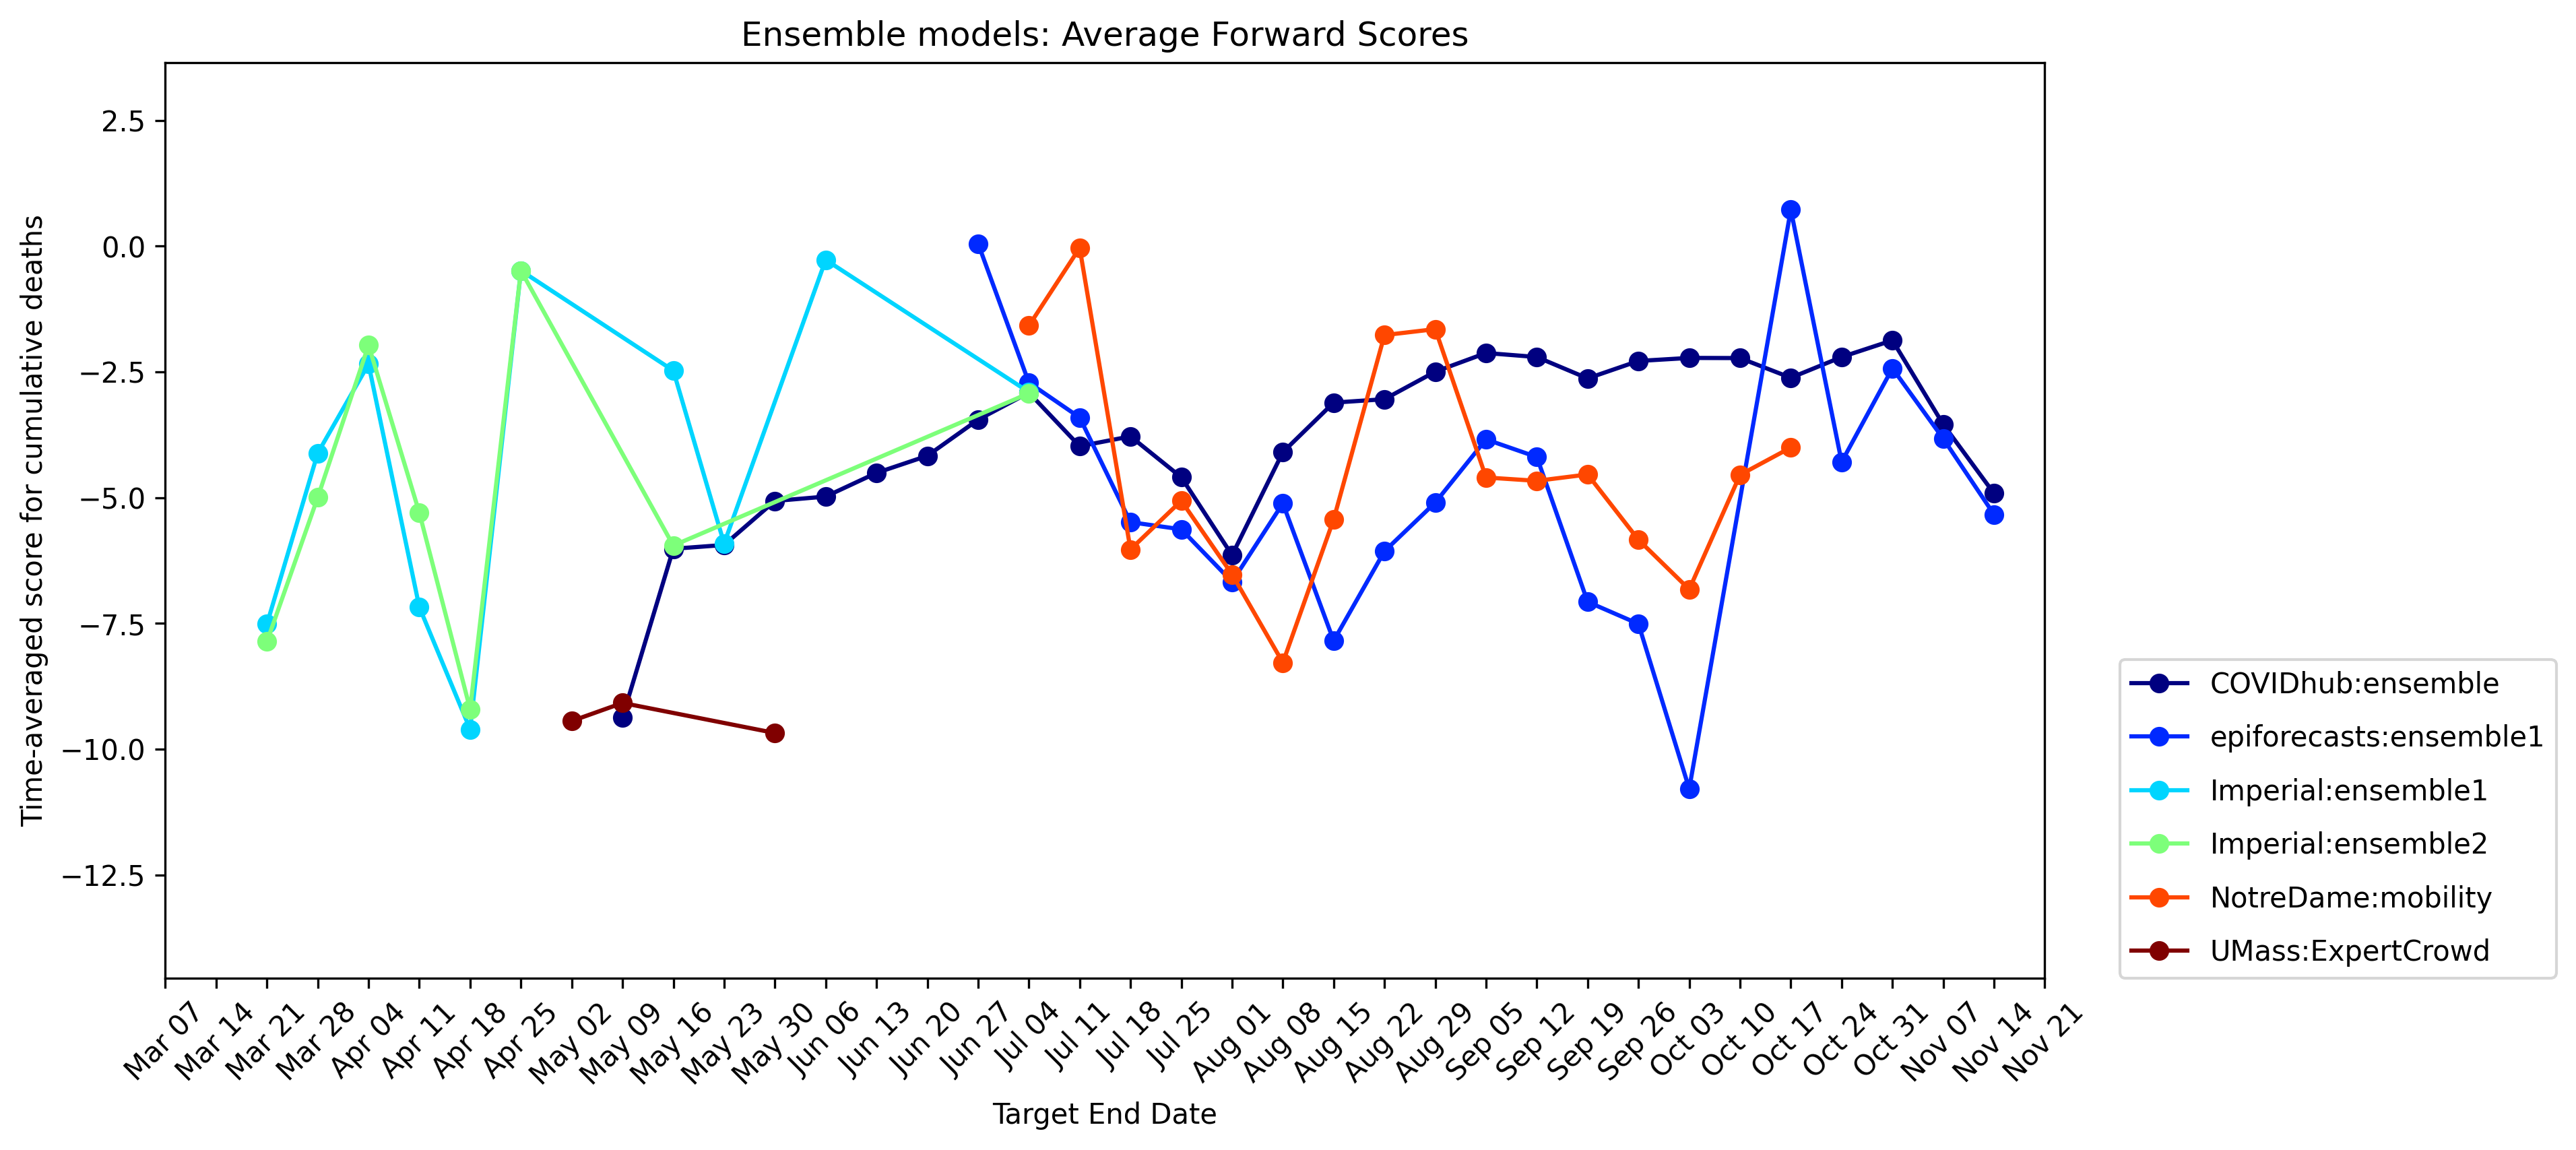 Ensemble models: Average Forward Scores
Time-averaged score for cumulative deaths
2.5
0.0
−2.5
−5.0
−7.5
−10.0
−12.5
Mar 07
Mar 14
Mar 21
Mar 28
Apr 04
Apr 11
Apr 18
Apr 25
May 02
May 09
May 16
May 23
May 30
Jun 06
Jun 13
Jun 20
Jun 27
Jul 04
Jul 11
Jul 18
Jul 25
Aug 01
Aug 08
Aug 15
Aug 22
Aug 29
Aug 05
Sep 12
Sep 19
Sep 26
Sep 03
Oct 10
Oct 17
Oct 24
Oct 31
Oct 07
Nov 14
Nov 21
Target End Date
COVIDhub:ensemble
epiforecasts:ensemble1
Imperial:ensemble1
Imperial:ensemble2
NotreDame:mobility
UMass:ExpertCrowd